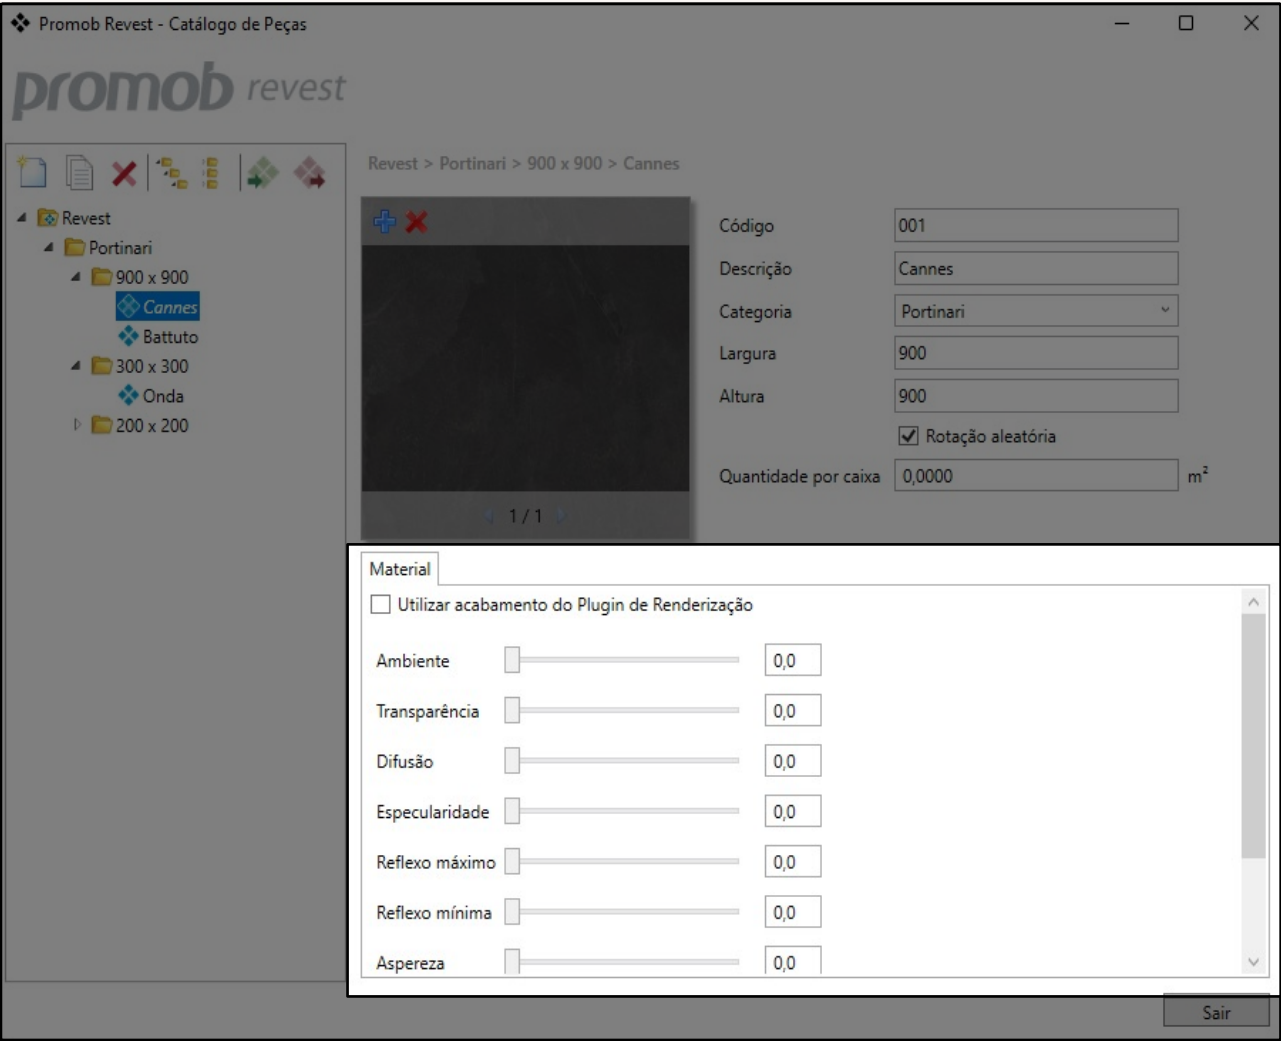 Promob Revest - Catálogo de Peças
promob revest
Revest > Portinari > 900 x 900 > Cannes
Revest
Portinari
900 x 900
Cannes
Battuto
300 x 300
Onda
200 x 200
1 / 1
Código 001
Descrição Cannes
Categoria Portinari
Largura 900
Altura 900
Rotação aleatória
Quantidade por caixa 0,0000 m²
Material
Utilizar acabamento do Plugin de Renderização
Ambiente 0,0
Transparência 0,0
Difusão 0,0
Especularidade 0,0
Reflexo máximo 0,0
Reflexo mínima 0,0
Aspereza 0,0
Sair